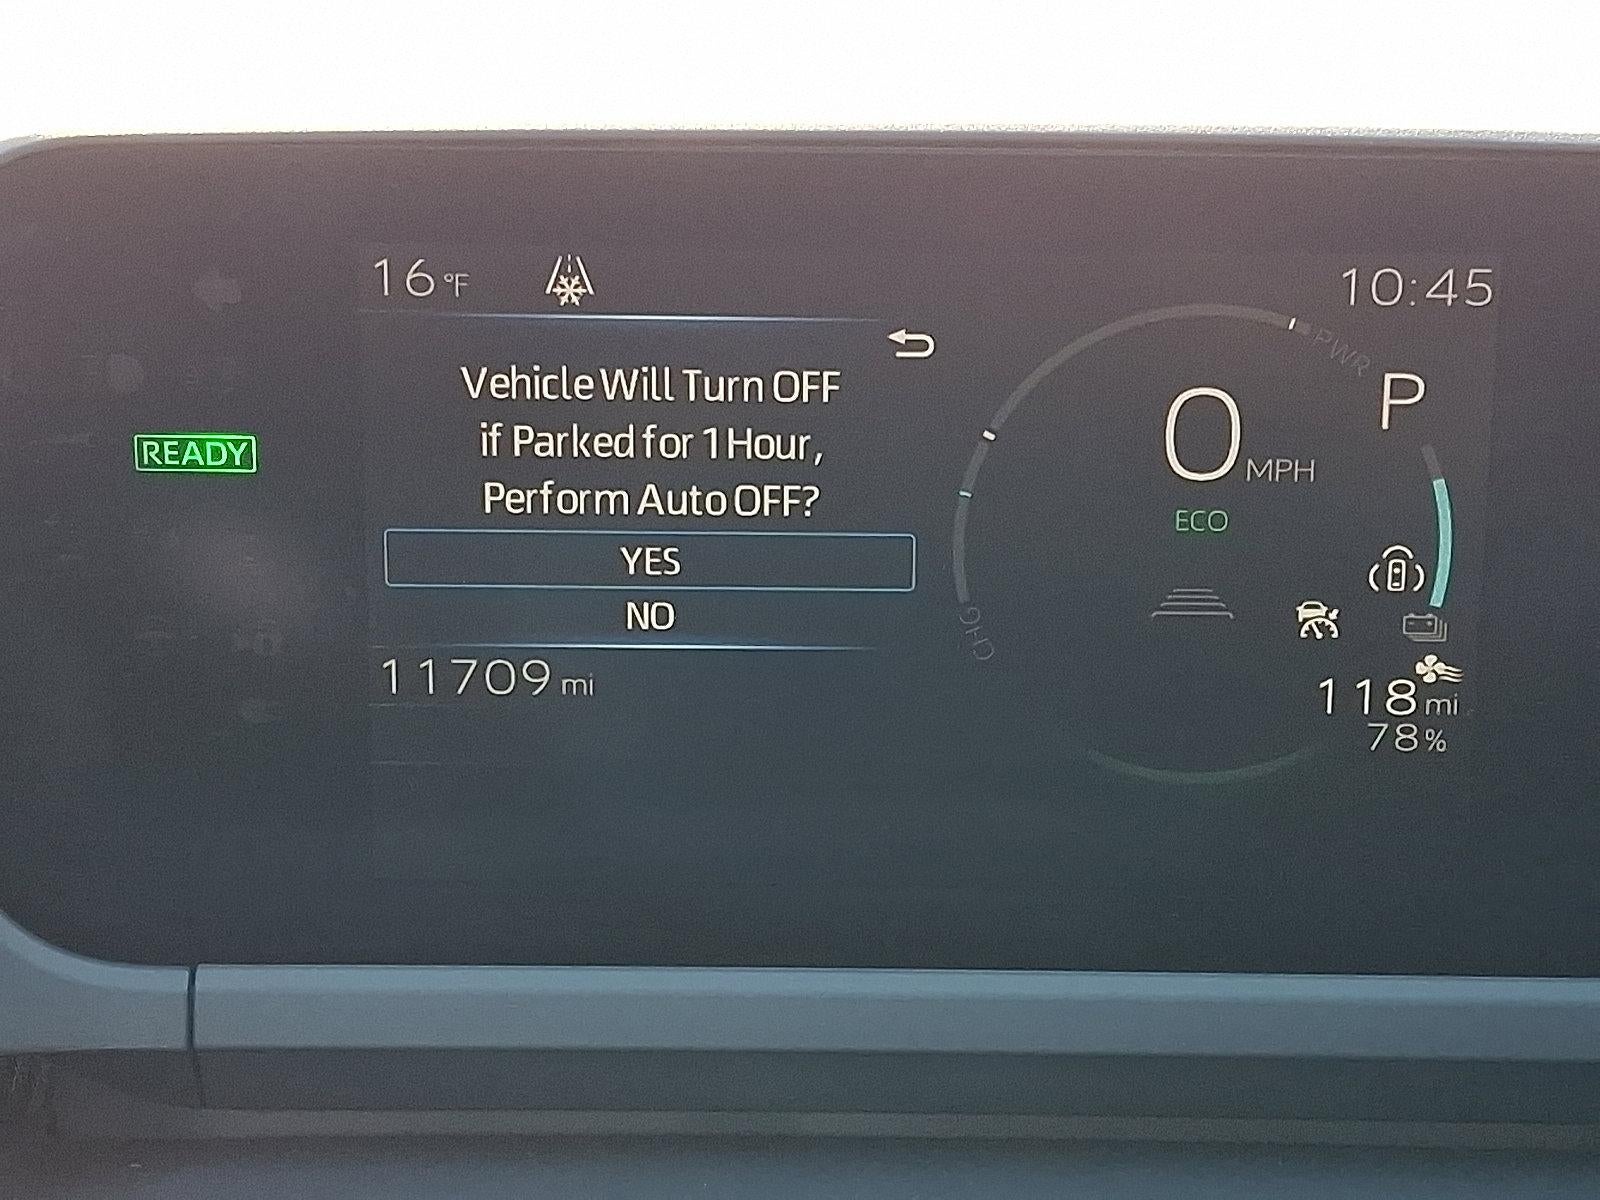 16 °F
10:45
PWR
Vehicle Will Turn OFF
if Parked for 1 Hour,
Perform Auto OFF?
YES
NO
READY
0 MPH
P
ECO
CHG
11709 mi
118 mi
78%